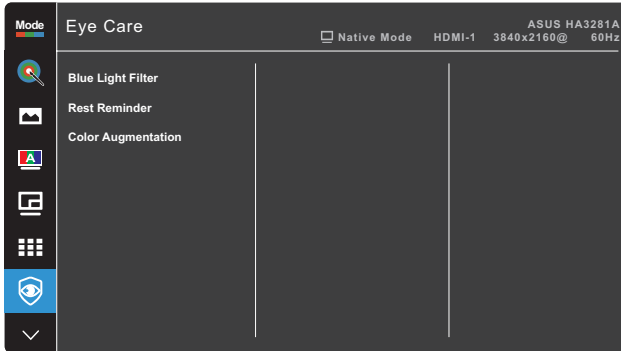 Mode
Eye Care
ASUS HA3281A
Native Mode HDMI-1 3840x2160@ 60Hz
Blue Light Filter
Rest Reminder
Color Augmentation
A